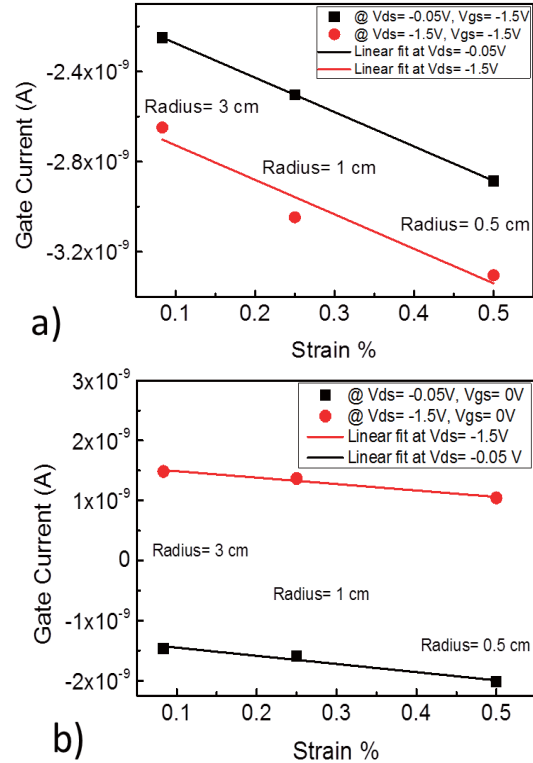 @ Vds= -0.05V, Vgs= -1.5V
@ Vds= -1.5V, Vgs= -1.5V
Linear fit at Vds= -0.05V
Linear fit at Vds= -1.5V
-2.4x10⁻⁹
-2.8x10⁻⁹
-3.2x10⁻⁹
Gate Current (A)
Radius= 3 cm
Radius= 1 cm
Radius= 0.5 cm
0.1 0.2 0.3 0.4 0.5
Strain %
a)
@ Vds= -0.05V, Vgs= 0V
@ Vds= -1.5V, Vgs= 0V
Linear fit at Vds= -1.5V
Linear fit at Vds= -0.05 V
3x10⁻⁹
2x10⁻⁹
1x10⁻⁹
0
-1x10⁻⁹
-2x10⁻⁹
Gate Current (A)
Radius= 3 cm
Radius= 1 cm
Radius= 0.5 cm
0.1 0.2 0.3 0.4 0.5
Strain %
b)